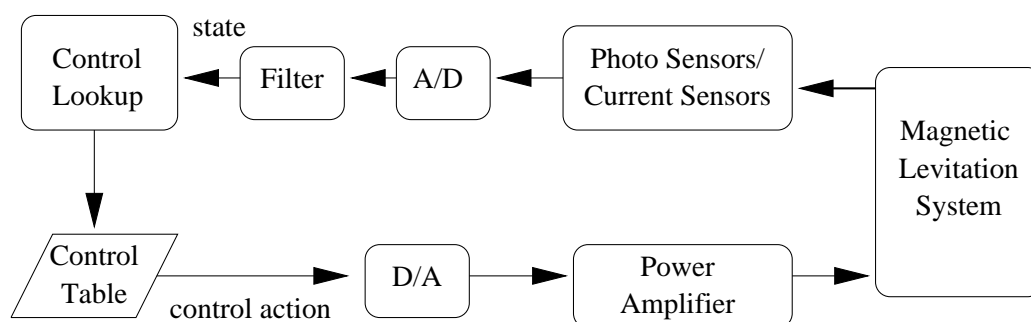 state
Control
Lookup
Filter
A/D
Photo Sensors/
Current Sensors
Magnetic
Levitation
System
Control
Table
control action
D/A
Power
Amplifier